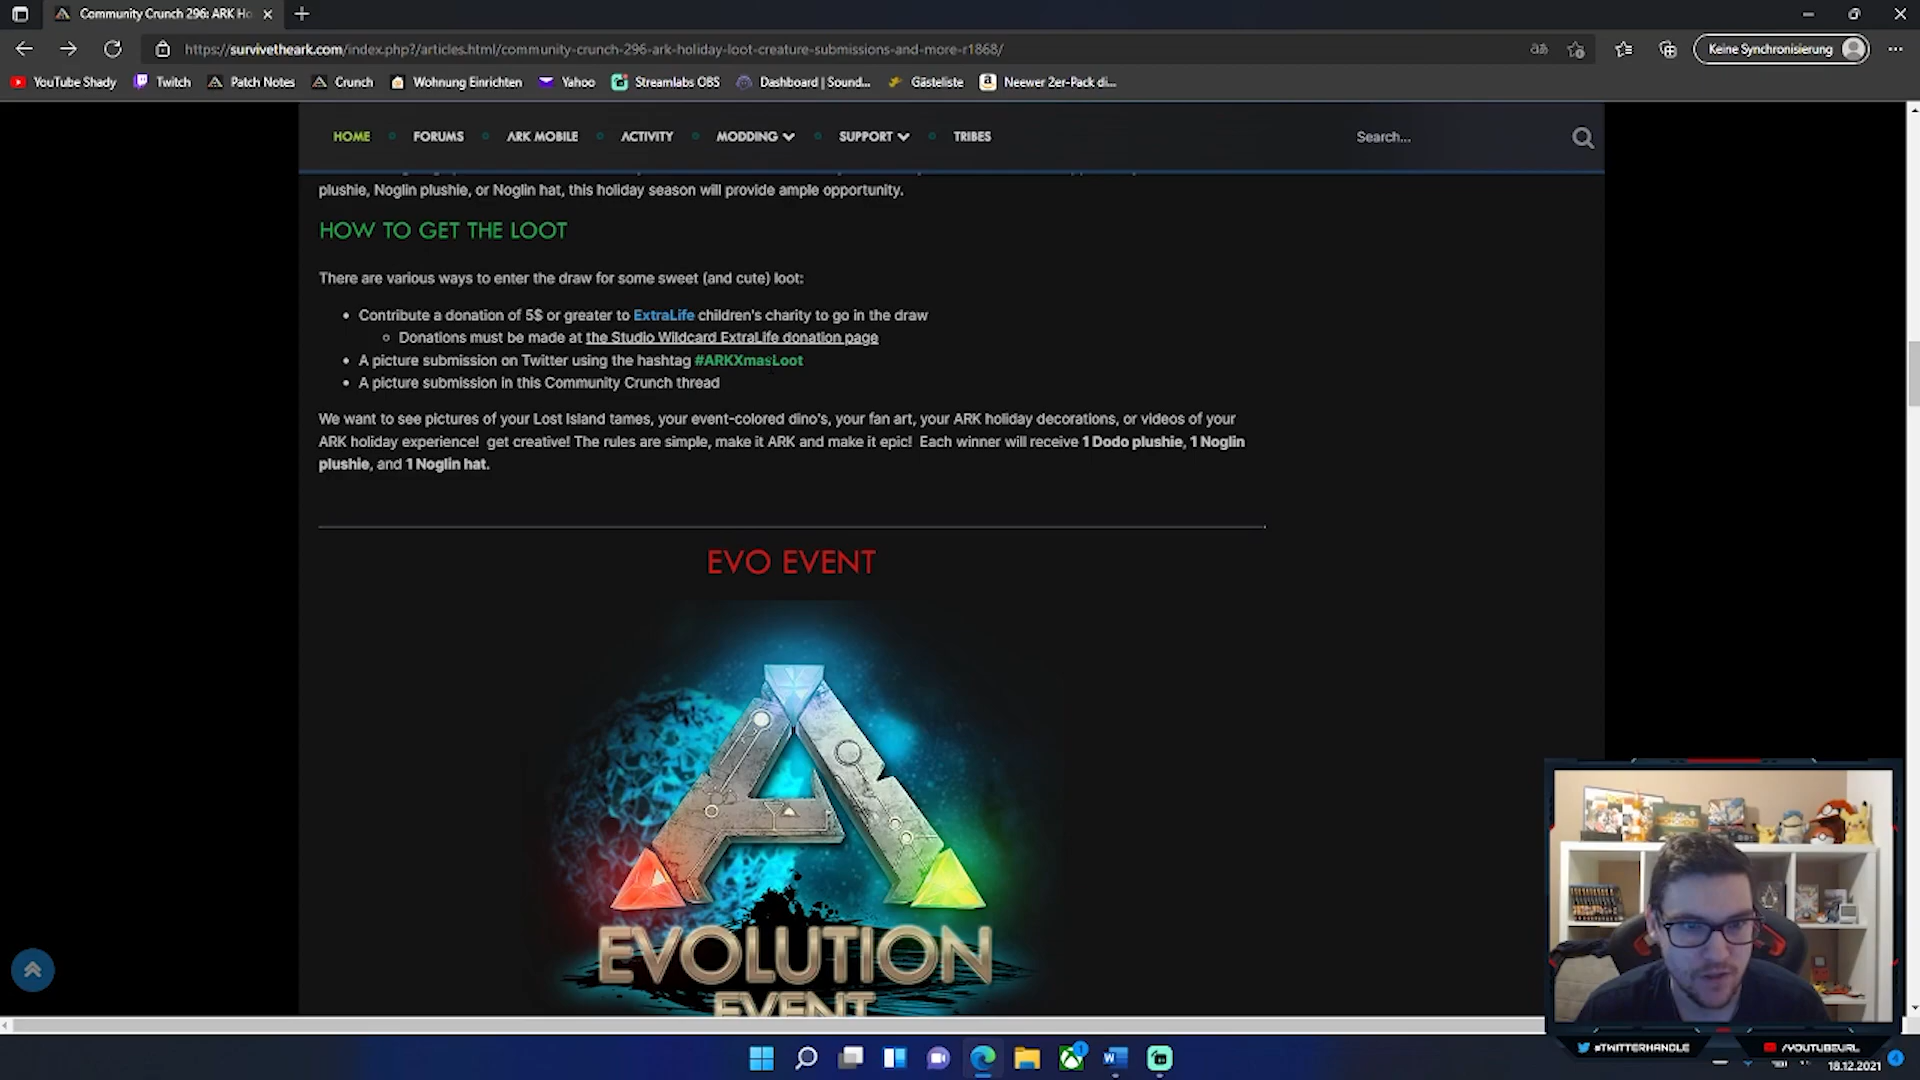 Community Crunch 296: ARK Ho
https://survivetheark.com/index.php?/articles.html/community-crunch-296-ark-holiday-loot-creature-submissions-and-more-r1868/
Keine Synchronisierung
YouTube Shady
Twitch
Patch Notes
Crunch
Wohnung Einrichten
Yahoo
Streamlabs OBS
Dashboard | Sound...
Gästeliste
Neewer 2er-Pack di...
HOME
FORUMS
ARK MOBILE
ACTIVITY
MODDING
SUPPORT
TRIBES
Search...
plushie, Noglin plushie, or Noglin hat, this holiday season will provide ample opportunity.
HOW TO GET THE LOOT
There are various ways to enter the draw for some sweet (and cute) loot:
Contribute a donation of 5$ or greater to ExtraLife children's charity to go in the draw
Donations must be made at the Studio Wildcard ExtraLife donation page
A picture submission on Twitter using the hashtag #ARKXmasLoot
A picture submission in this Community Crunch thread
We want to see pictures of your Lost Island tames, your event-colored dino's, your fan art, your ARK holiday decorations, or videos of your
ARK holiday experience! get creative! The rules are simple, make it ARK and make it epic! Each winner will receive 1 Dodo plushie, 1 Noglin
plushie, and 1 Noglin hat.
EVO EVENT
EVOLUTION
EVENT
#TWITTERHANDLE
/YOUTUBEURL
18.12.2021